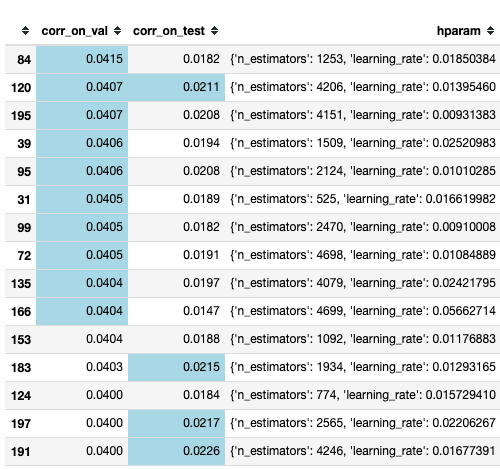 corr_on_val corr_on_test hparam
84 0.0415 0.0182 {'n_estimators': 1253, 'learning_rate': 0.01850384
120 0.0407 0.0211 {'n_estimators': 4206, 'learning_rate': 0.01395460
195 0.0407 0.0208 {'n_estimators': 4151, 'learning_rate': 0.00931383
39 0.0406 0.0194 {'n_estimators': 1509, 'learning_rate': 0.02520983
95 0.0406 0.0208 {'n_estimators': 2124, 'learning_rate': 0.01010285
31 0.0405 0.0189 {'n_estimators': 525, 'learning_rate': 0.016619982
99 0.0405 0.0182 {'n_estimators': 2470, 'learning_rate': 0.00910008
72 0.0405 0.0191 {'n_estimators': 4698, 'learning_rate': 0.01084889
135 0.0404 0.0197 {'n_estimators': 4079, 'learning_rate': 0.02421795
166 0.0404 0.0147 {'n_estimators': 4699, 'learning_rate': 0.05662714
153 0.0404 0.0188 {'n_estimators': 1092, 'learning_rate': 0.01176883
183 0.0403 0.0215 {'n_estimators': 1934, 'learning_rate': 0.01293165
124 0.0400 0.0184 {'n_estimators': 774, 'learning_rate': 0.015729410
197 0.0400 0.0217 {'n_estimators': 2565, 'learning_rate': 0.02206267
191 0.0400 0.0226 {'n_estimators': 4246, 'learning_rate': 0.01677391